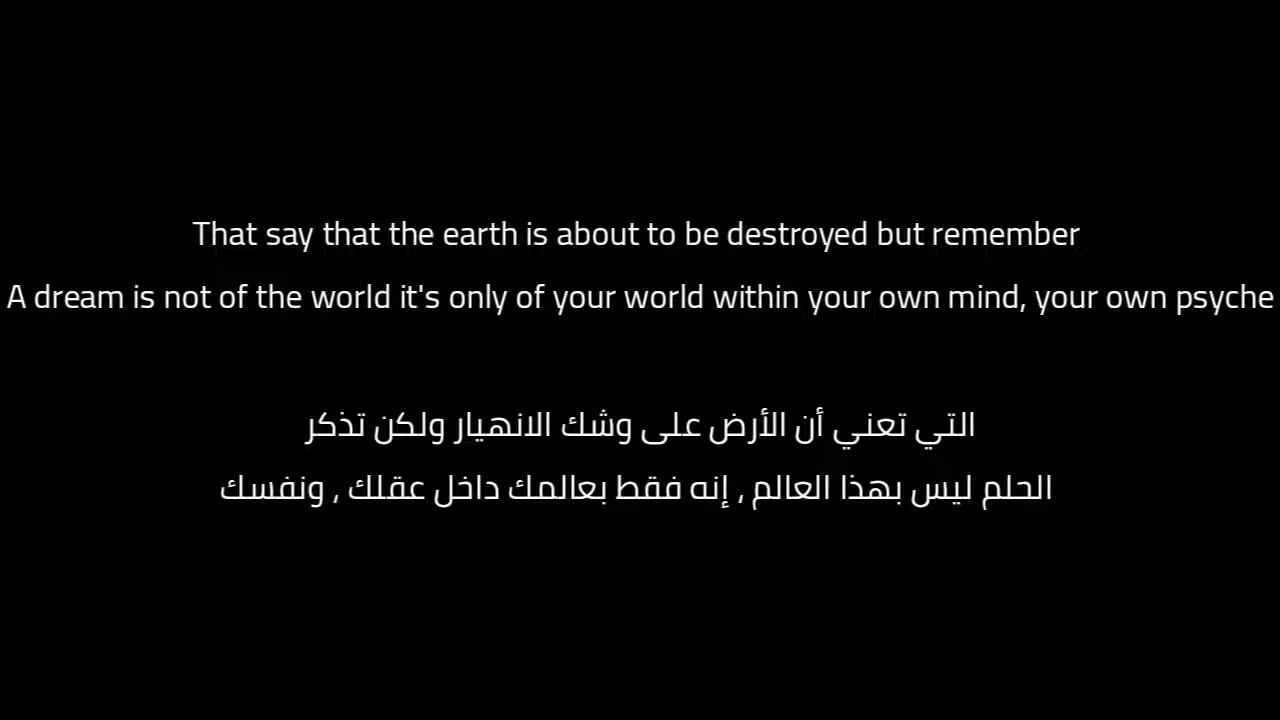 That say that the earth is about to be destroyed but remember
A dream is not of the world it's only of your world within your own mind, your own psyche
التي تعني أن الأرض على وشك الانهيار ولكن تذكر
الحلم ليس بهذا العالم , إنه فقط بعالمك داخل عقلك , ونفسك